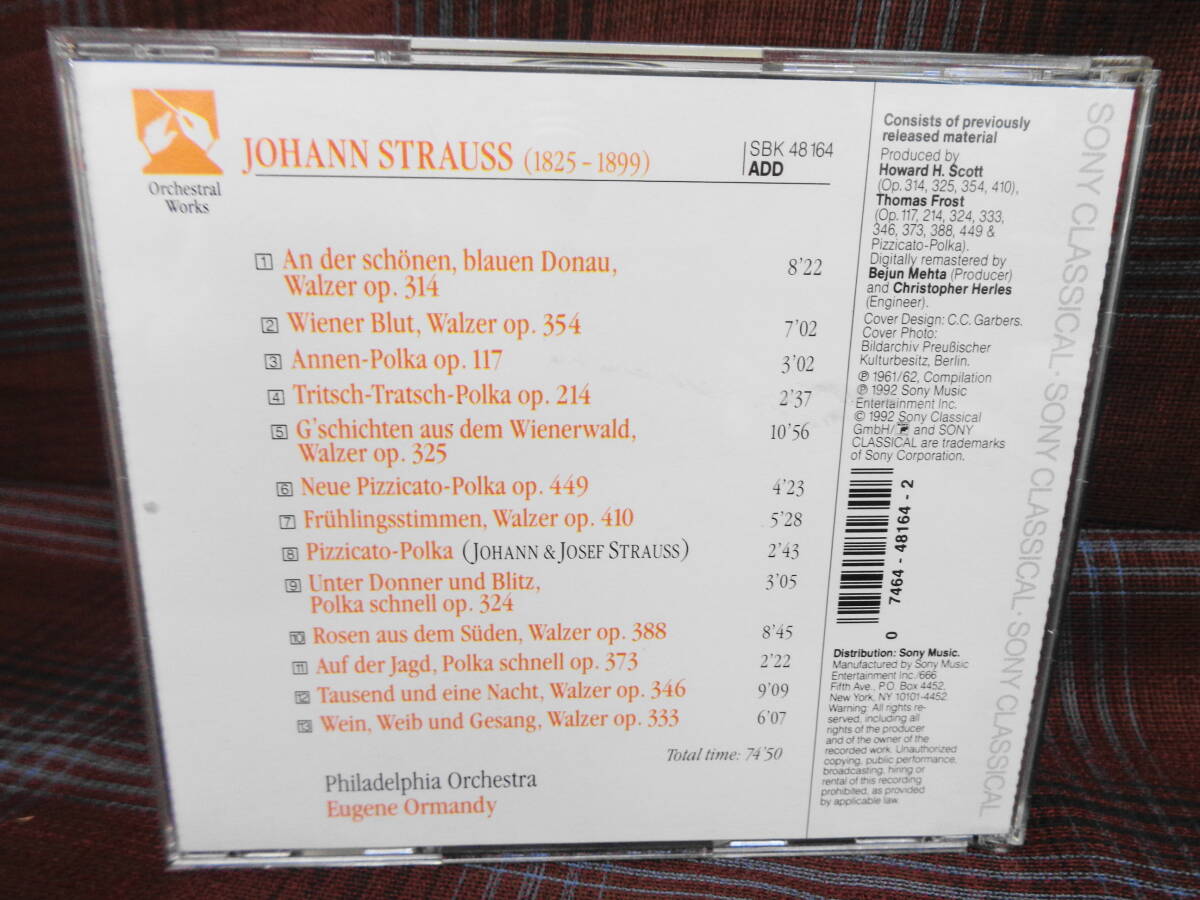 Orchestral
Works
JOHANN STRAUSS (1825 - 1899)
SBK 48164
ADD
1 An der schönen, blauen Donau,
Walzer op. 314 8'22
2 Wiener Blut, Walzer op. 354 7'02
3 Annen-Polka op. 117 3'02
4 Tritsch-Tratsch-Polka op. 214 2'37
5 G'schichten aus dem Wienerwald,
Walzer op. 325 10'56
6 Neue Pizzicato-Polka op. 449 4'23
7 Frühlingsstimmen, Walzer op. 410 5'28
8 Pizzicato-Polka (JOHANN & JOSEF STRAUSS) 2'43
9 Unter Donner und Blitz,
Polka schnell op. 324 3'05
10 Rosen aus dem Süden, Walzer op. 388 8'45
11 Auf der Jagd, Polka schnell op. 373 2'22
12 Tausend und eine Nacht, Walzer op. 346 9'09
13 Wein, Weib und Gesang, Walzer op. 333 6'07
Total time: 74'50
Philadelphia Orchestra
Eugene Ormandy
Consists of previously
released material
Produced by
Howard H. Scott
(Op. 314, 325, 354, 410),
Thomas Frost
(Op. 117, 214, 324, 333,
346, 373, 388, 449 &
Pizzicato-Polka).
Digitally remastered by
Bejun Mehta (Producer)
and Christopher Herles
(Engineer).
Cover Design: C.C. Garbers.
Cover Photo:
Bildarchiv Preußischer
Kulturbesitz, Berlin.
℗ 1961/62, Compilation
℗ 1992 Sony Music
Entertainment Inc.
© 1992 Sony Classical
GmbH/ and SONY
CLASSICAL are trademarks
of Sony Corporation.
0 7464 - 48164 - 2
Distribution: Sony Music.
Manufactured by Sony Music
Entertainment Inc./666
Fifth Ave., P.O. Box 4452,
New York, NY 10101-4452.
Warning: All rights re-
served, including all
rights of the producer
and of the owner of the
recorded work. Unauthorized
copying, public performance,
broadcasting, hiring or
rental of this recording
prohibited, as provided
by applicable law.
SONY CLASSICAL · SONY CLASSICAL · SONY CLASSICAL